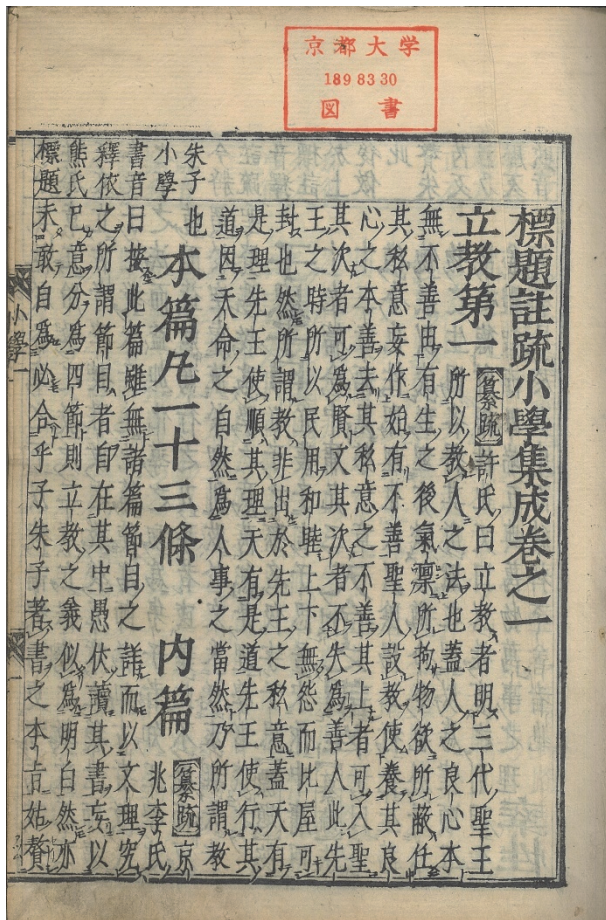 京都大学
1898330
図書
標題註疏小學集成卷之一
立教第一
【纂疏】許氏曰立教者明三代聖王
所以教人之法也蓋人之良心本
無不善由有生之後氣稟所拘物欲所蔽任
其私意妄作始有不善聖人設教使養其良
心之本善去其私意之不善其上者可入聖
其次者可為賢又其次者不失為善人此先
王之時所以民用和睦上下無怨而比屋可
封也然所謂教非出於先王之私意蓋天有
是理先王使順其理天有是道先王使行其
道因天命之自然為人事之當然乃所謂教
也
本篇凡一十三條 內篇
【纂疏】京
兆李氏
曰按此篇雖無諸篇節目之詳而以文理究
之所謂節目者自在其中愚伏讀其書妄以
己意分為四節則立教之義似為明白然亦
未敢自為必合乎子朱子著書之本旨姑贅
朱子
小學
書音
釋依
熊氏
標題
小學一